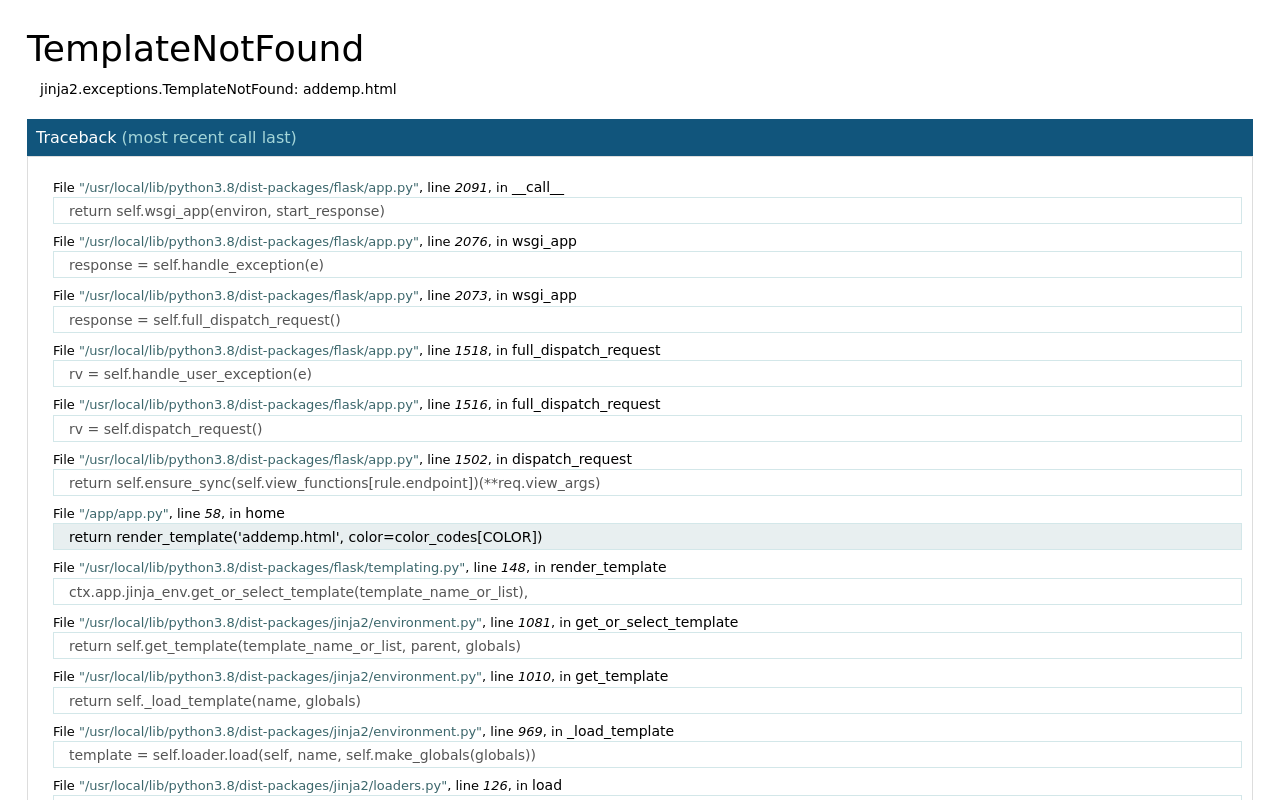 TemplateNotFound
jinja2.exceptions.TemplateNotFound: addemp.html
Traceback (most recent call last)
File "/usr/local/lib/python3.8/dist-packages/flask/app.py", line 2091, in __call__
return self.wsgi_app(environ, start_response)
File "/usr/local/lib/python3.8/dist-packages/flask/app.py", line 2076, in wsgi_app
response = self.handle_exception(e)
File "/usr/local/lib/python3.8/dist-packages/flask/app.py", line 2073, in wsgi_app
response = self.full_dispatch_request()
File "/usr/local/lib/python3.8/dist-packages/flask/app.py", line 1518, in full_dispatch_request
rv = self.handle_user_exception(e)
File "/usr/local/lib/python3.8/dist-packages/flask/app.py", line 1516, in full_dispatch_request
rv = self.dispatch_request()
File "/usr/local/lib/python3.8/dist-packages/flask/app.py", line 1502, in dispatch_request
return self.ensure_sync(self.view_functions[rule.endpoint])(**req.view_args)
File "/app/app.py", line 58, in home
return render_template('addemp.html', color=color_codes[COLOR])
File "/usr/local/lib/python3.8/dist-packages/flask/templating.py", line 148, in render_template
ctx.app.jinja_env.get_or_select_template(template_name_or_list),
File "/usr/local/lib/python3.8/dist-packages/jinja2/environment.py", line 1081, in get_or_select_template
return self.get_template(template_name_or_list, parent, globals)
File "/usr/local/lib/python3.8/dist-packages/jinja2/environment.py", line 1010, in get_template
return self._load_template(name, globals)
File "/usr/local/lib/python3.8/dist-packages/jinja2/environment.py", line 969, in _load_template
template = self.loader.load(self, name, self.make_globals(globals))
File "/usr/local/lib/python3.8/dist-packages/jinja2/loaders.py", line 126, in load